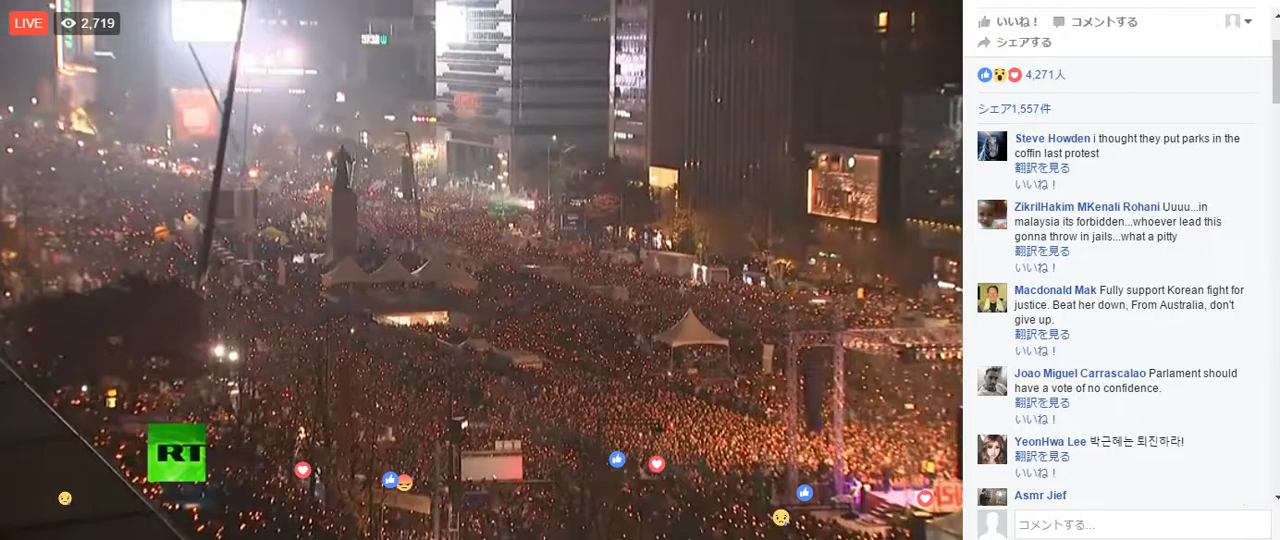 LIVE
2,719
RT
いいね！ コメントする
シェアする
4,271人
シェア1,557件
Steve Howden i thought they put parks in the
coffin last protest
翻訳を見る
いいね！
ZikrilHakim MKenali Rohani Uuuu...in
malaysia its forbidden...whoever lead this
gonna throw in jails...what a pitty
翻訳を見る
いいね！
Macdonald Mak Fully support Korean fight for
justice. Beat her down, From Australia, don't
give up.
翻訳を見る
いいね！
Joao Miguel Carrascalao Parlament should
have a vote of no confidence.
翻訳を見る
いいね！
YeonHwa Lee 박근혜는 퇴진하라!
翻訳を見る
いいね！
Asmr Jief
コメントする...